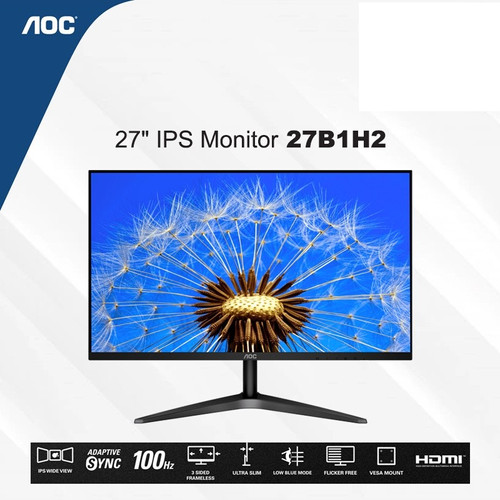 AOC
27" IPS Monitor 27B1H2
AOC
IPS WIDE VIEW
ADAPTIVE
SYNC
100Hz
3 SIDED
FRAMELESS
ULTRA SLIM
LOW BLUE MODE
FLICKER FREE
VESA MOUNT
HDMI